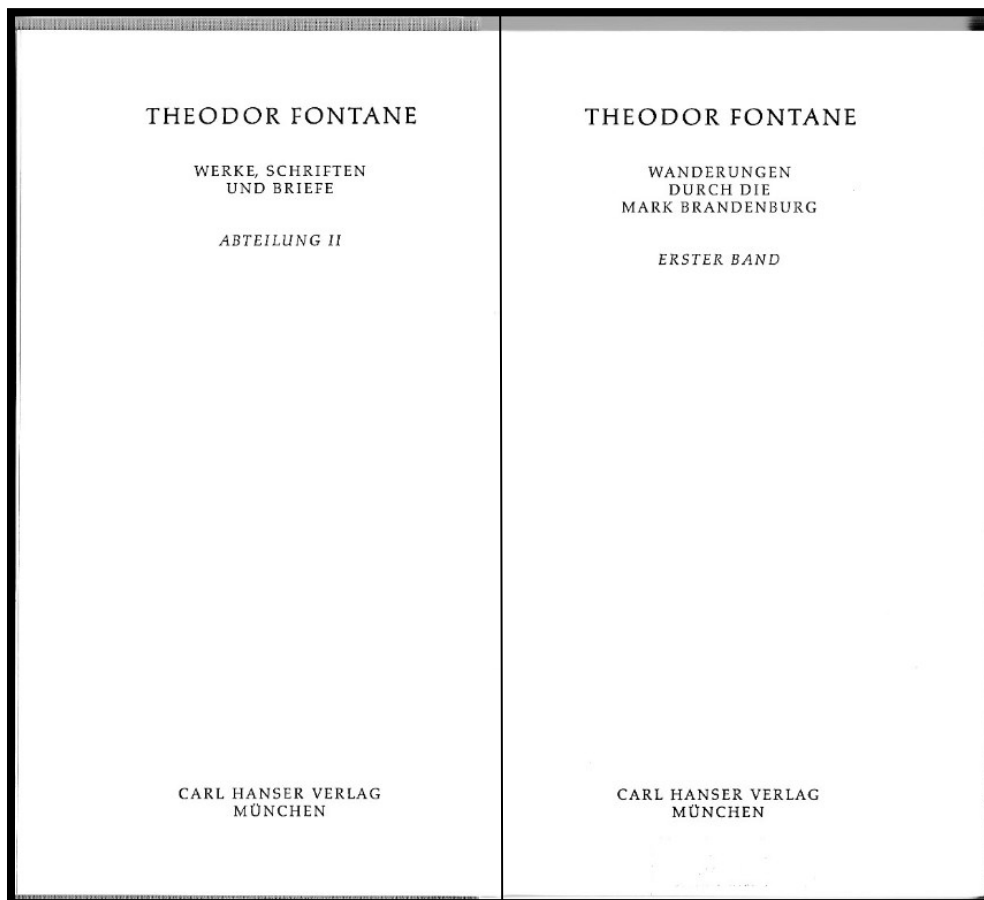 THEODOR FONTANE
WERKE, SCHRIFTEN
UND BRIEFE
ABTEILUNG II
CARL HANSER VERLAG
MÜNCHEN
THEODOR FONTANE
WANDERUNGEN
DURCH DIE
MARK BRANDENBURG
ERSTER BAND
CARL HANSER VERLAG
MÜNCHEN